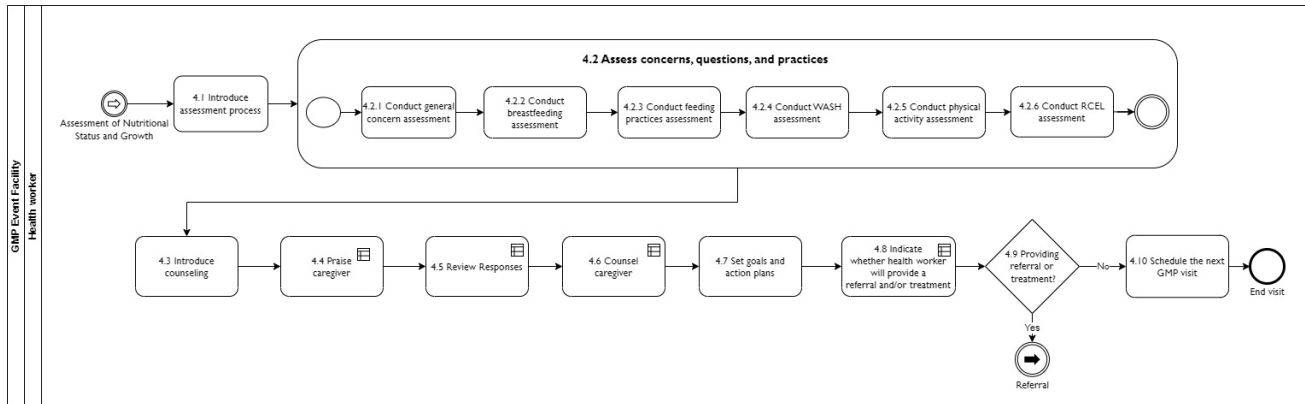 GMP Event Facility
Health worker
4.2 Assess concerns, questions, and practices
Assessment of Nutritional
Status and Growth
4.1 Introduce
assessment process
4.2.1 Conduct general
concern assessment
4.2.2 Conduct
breastfeeding
assessment
4.2.3 Conduct feeding
practices assessment
4.2.4 Conduct WASH
assessment
4.2.5 Conduct physical
activity assessment
4.2.6 Conduct RCEL
assessment
4.3 Introduce
counseling
4.4 Praise
caregiver
4.5 Review Responses
4.6 Counsel
caregiver
4.7 Set goals and
action plans
4.8 Indicate
whether health worker
will provide a
referral and/or treatment
4.9 Providing
referral or
treatment?
No
4.10 Schedule the next
GMP visit
End visit
Yes
Referral